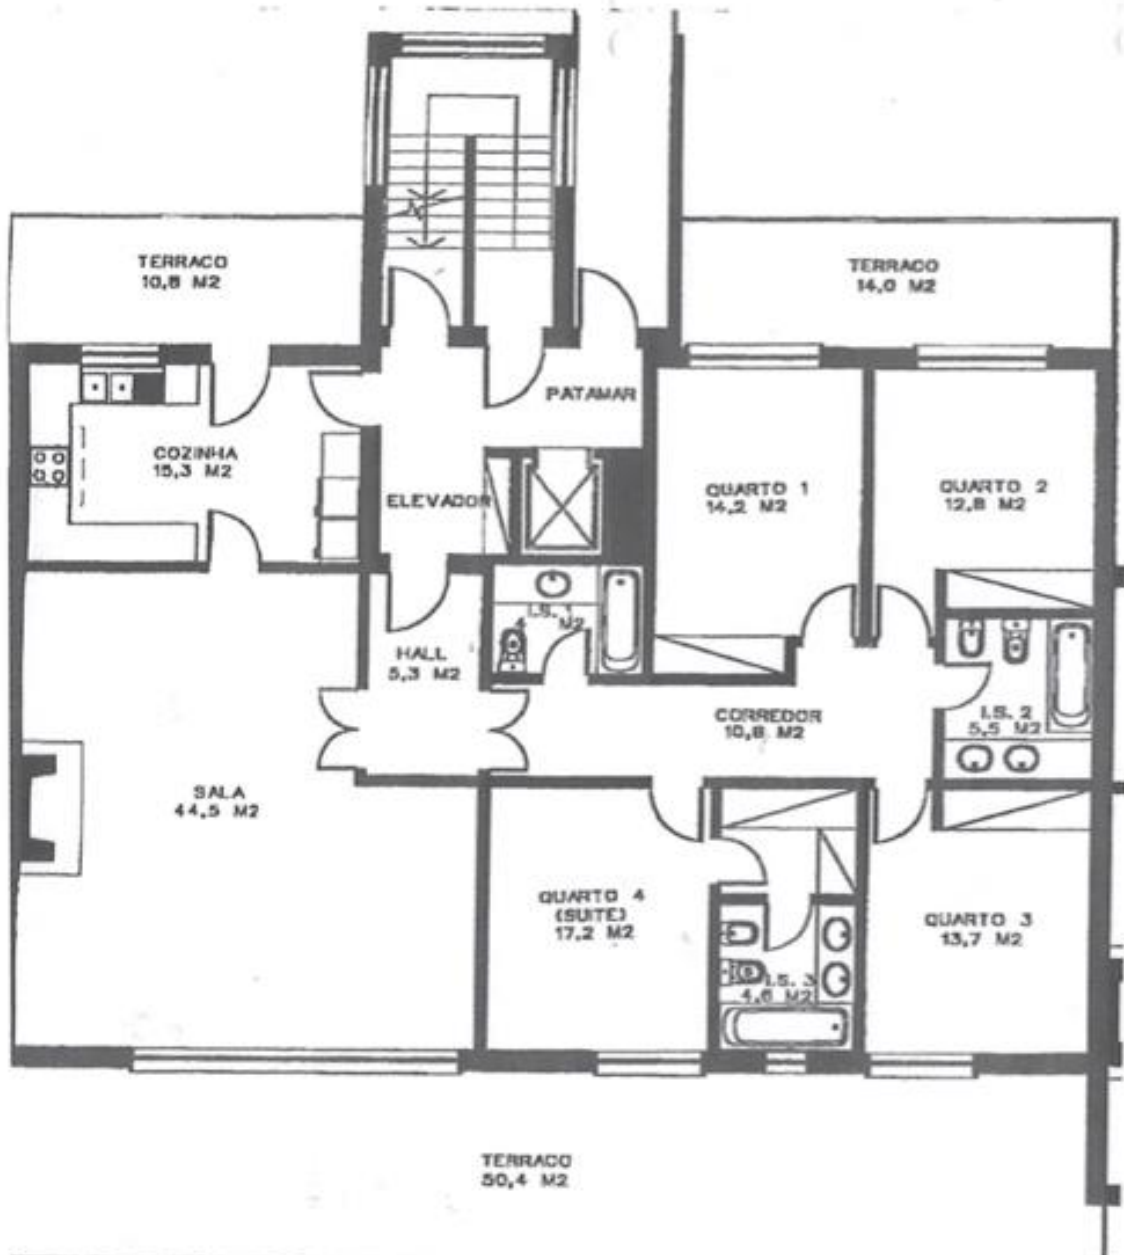 TERRACO
10,8 M2
TERRACO
14,0 M2
PATAMAR
COZINHA
15,3 M2
ELEVADOR
QUARTO 1
14,2 M2
QUARTO 2
12,8 M2
I.S. 1
4 M2
HALL
5,3 M2
CORREDOR
10,8 M2
I.S. 2
5,5 M2
SALA
44,5 M2
QUARTO 4
(SUITE)
17,2 M2
QUARTO 3
13,7 M2
I.S. 3
4,6 M2
TERRACO
50,4 M2